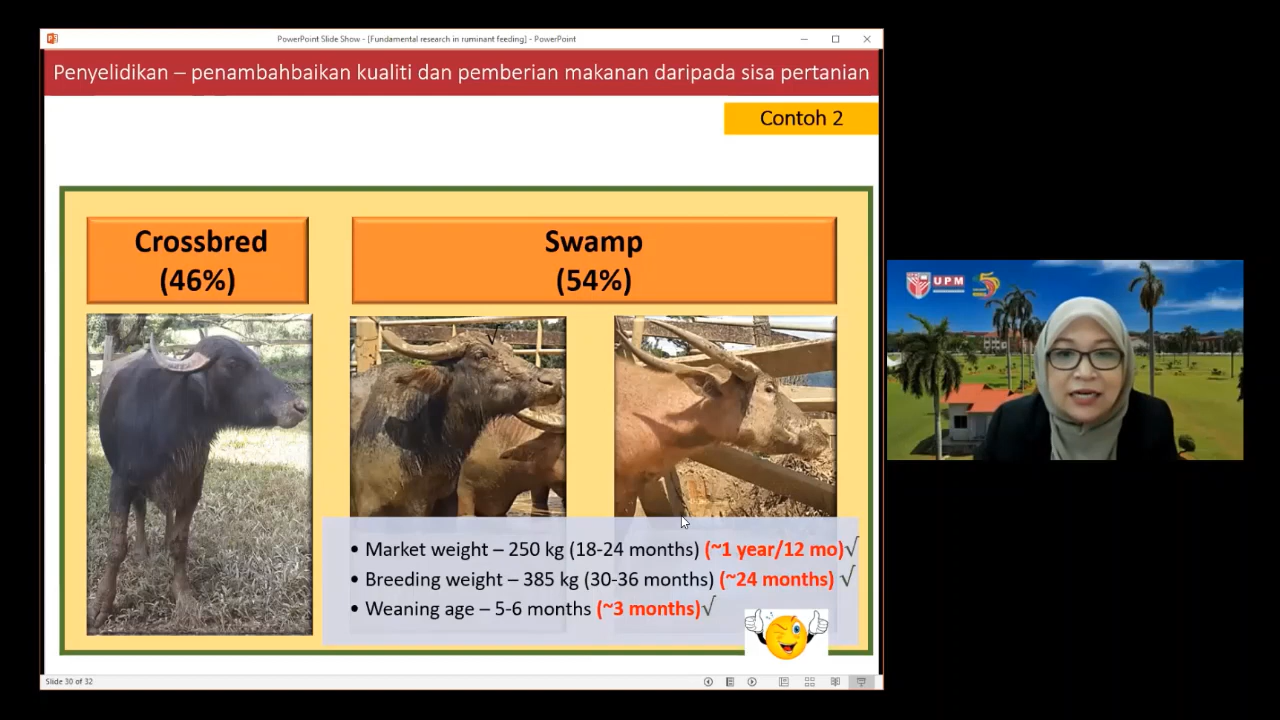 PowerPoint Slide Show - [Fundamental research in ruminant feeding] - PowerPoint
Penyelidikan – penambahbaikan kualiti dan pemberian makanan daripada sisa pertanian
Contoh 2
Crossbred
(46%)
Swamp
(54%)
• Market weight – 250 kg (18-24 months) (~1 year/12 mo)√
• Breeding weight – 385 kg (30-36 months) (~24 months) √
• Weaning age – 5-6 months (~3 months)√
Slide 30 of 32
UPM